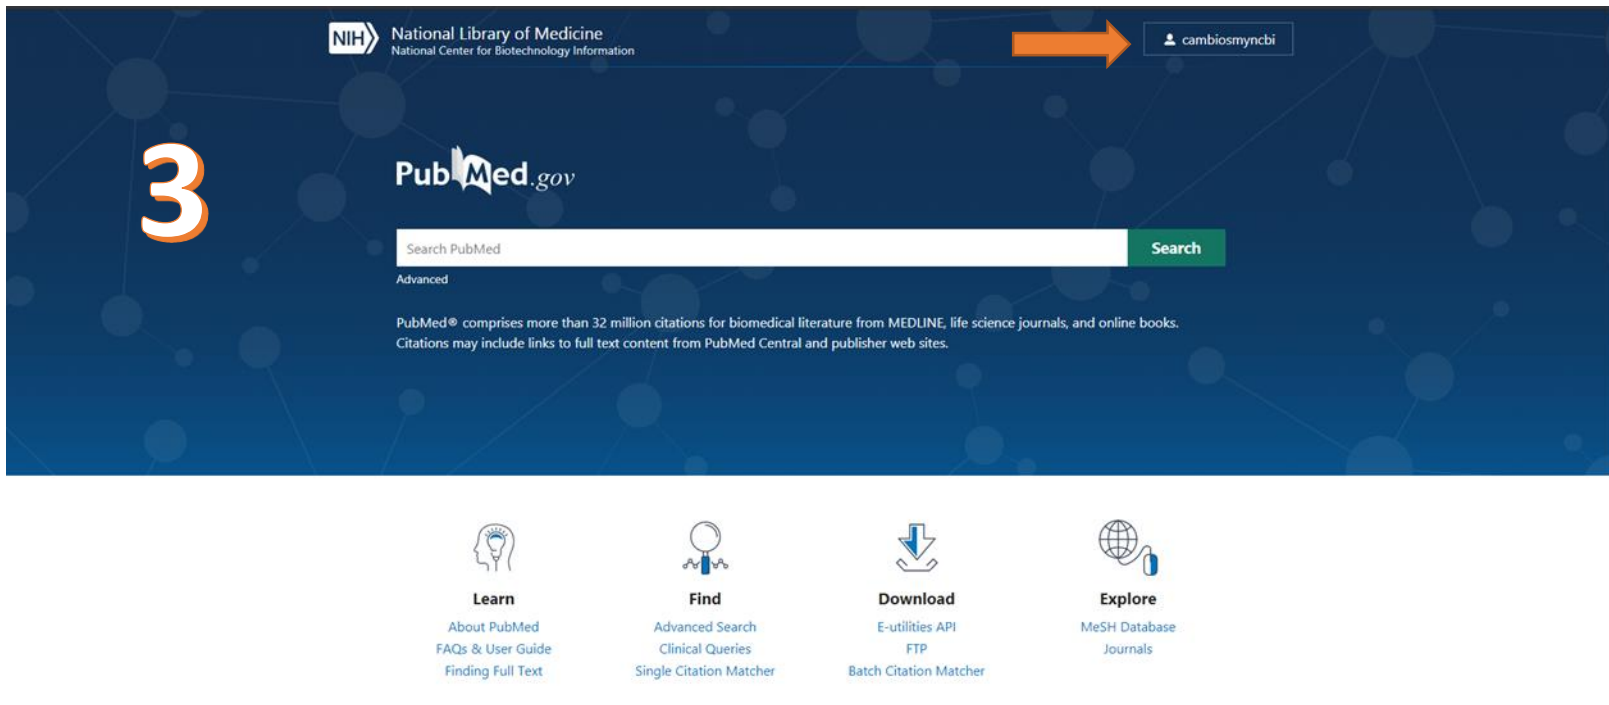 NIH National Library of Medicine
National Center for Biotechnology Information
cambiosmyncbi
3
PubMed.gov
Search PubMed
Search
Advanced
PubMed® comprises more than 32 million citations for biomedical literature from MEDLINE, life science journals, and online books.
Citations may include links to full text content from PubMed Central and publisher web sites.
Learn
About PubMed
FAQs & User Guide
Finding Full Text
Find
Advanced Search
Clinical Queries
Single Citation Matcher
Download
E-utilities API
FTP
Batch Citation Matcher
Explore
MeSH Database
Journals